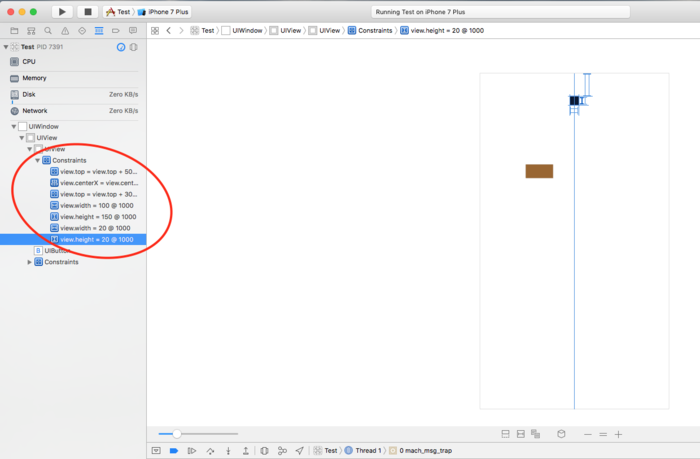 Test iPhone 7 Plus
Running Test on iPhone 7 Plus
Test PID 7391
Test UIWindow UIView UIView Constraints view.height = 20 @ 1000
CPU
Memory
Disk Zero KB/s
Network Zero KB/s
UIWindow
UIView
UIView
Constraints
view.top = view.top + 50...
view.centerX = view.cent...
view.top = view.top + 30...
view.width = 100 @ 1000
view.height = 150 @ 1000
view.width = 20 @ 1000
view.height = 20 @ 1000
B UIButton
Constraints
Test Thread 1 0 mach_msg_trap